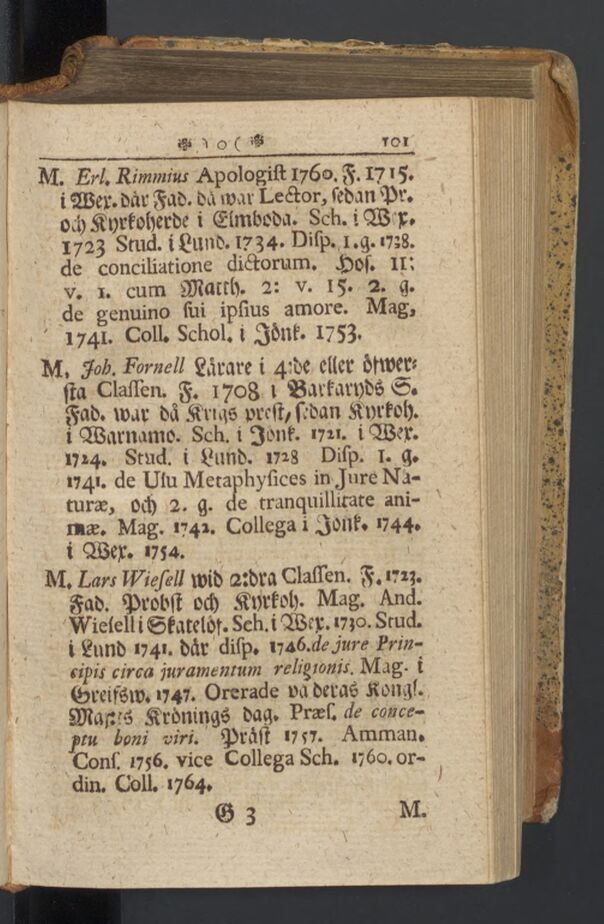 ❉ ) o ( ❉ 101
M. Erl. Rimmius Apologiſt 1760. F. 1715.
i Wex. där Fad. då war Lector, ſedan Pr.
och Kyrkoherde i Elmboda. Sch. i Wex.
1723 Stud. i Lund. 1734. Diſp. 1. g. 1738.
de conciliatione dictorum. Hoſ. 11:
v. 1. cum Matth. 2: v. 15. 2. g.
de genuino ſui ipſius amore. Mag,
1741. Coll. Schol. i Jönk. 1753.
M. Joh. Fornell Lärare i 4:de eller öfwer⸗
ſta Claſſen. F. 1708 i Barkaryds S.
Fad. war då Krigs preſt, ſedan Kyrkoh.
i Warnamo. Sch. i Jönk. 1721. i Wex.
1724. Stud. i Lund. 1728 Diſp. 1. g.
1741. de Uſu Metaphyſices in Jure Na-
turæ, och 2. g. de tranquillitate ani-
mæ. Mag. 1742. Collega i Jönk. 1744.
i Wex. 1754.
M. Lars Wieſell wid 2:dra Claſſen. F. 1723.
Fad. Probſt och Kyrkoh. Mag. And.
Wieſell i Skatelöf. Sch. i Wex. 1730. Stud.
i Lund 1741. där diſp. 1746. de jure Prin-
cipis circa juramentum religionis. Mag. i
Greifsw. 1747. Orerade på deras Kongl.
Maj:ts Krönings dag. Præſ. de conce-
ptu boni viri. Präſt 1757. Amman.
Conſ. 1756. vice Collega Sch. 1760. or-
din. Coll. 1764.
G 3 M.